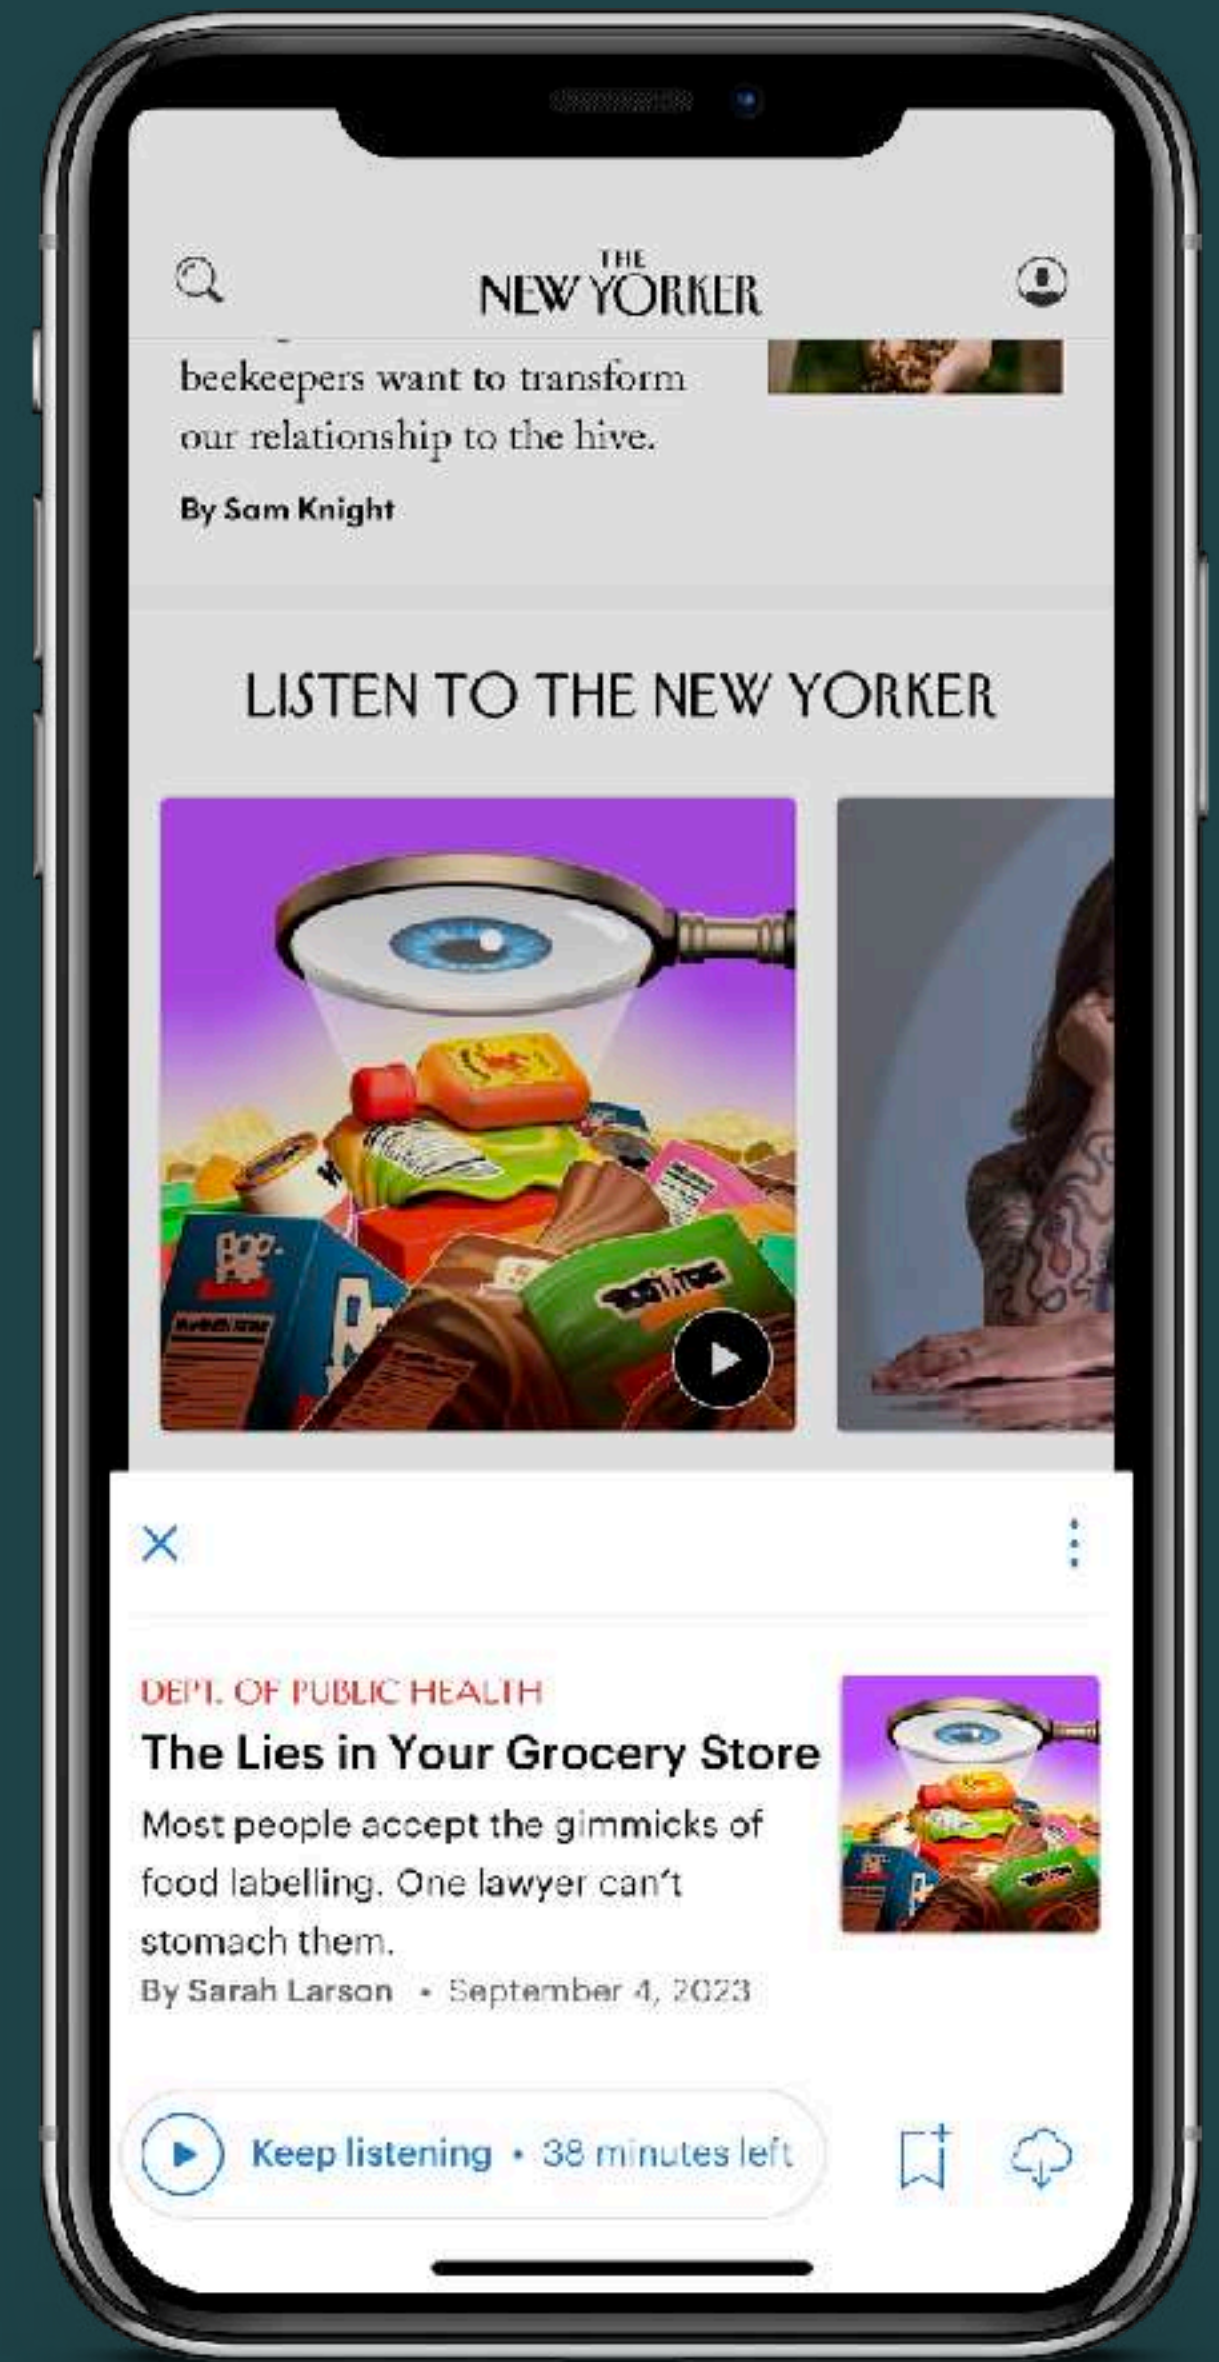 THE
NEW YORKER
beekeepers want to transform
our relationship to the hive.
By Sam Knight
LISTEN TO THE NEW YORKER
DEPT. OF PUBLIC HEALTH
The Lies in Your Grocery Store
Most people accept the gimmicks of
food labelling. One lawyer can't
stomach them.
By Sarah Larson • September 4, 2023
Keep listening • 38 minutes left